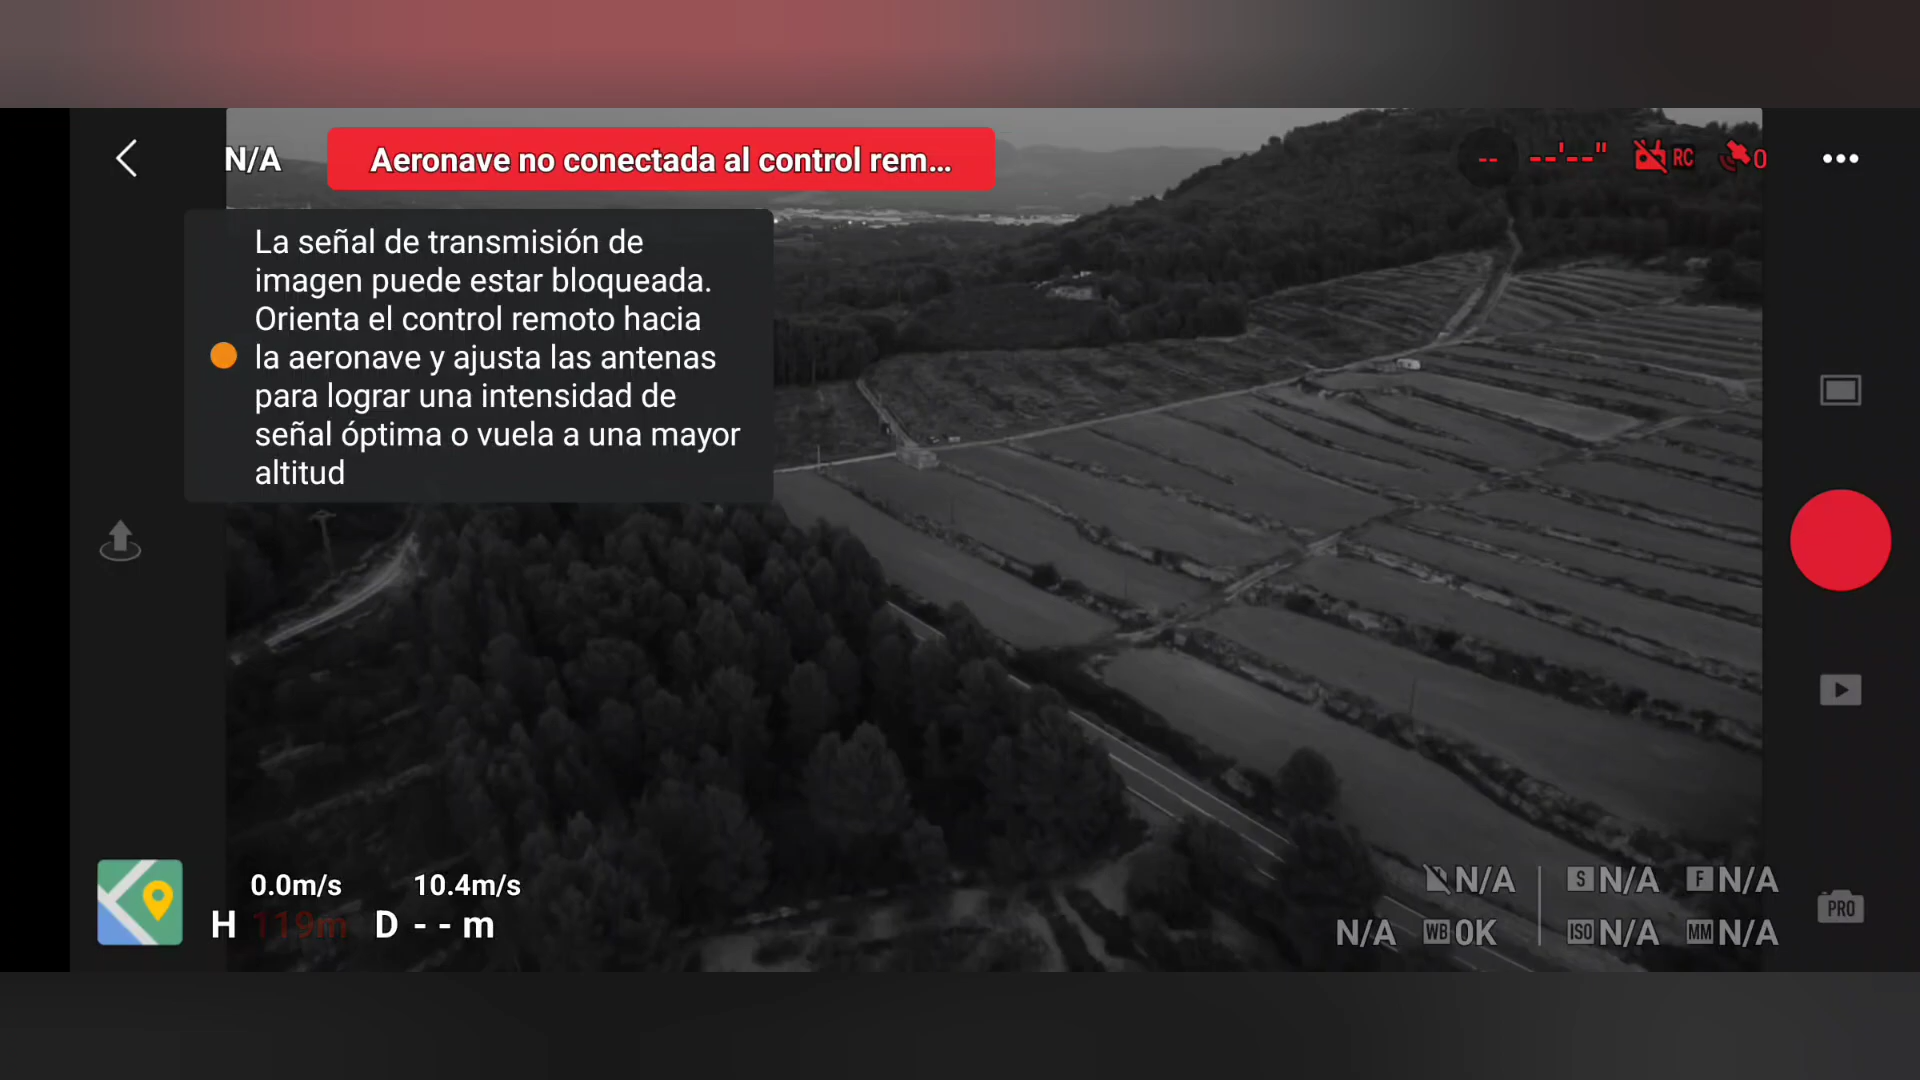 N/A
Aeronave no conectada al control rem...
-- --'--" RC 0
La señal de transmisión de
imagen puede estar bloqueada.
Orienta el control remoto hacia
la aeronave y ajusta las antenas
para lograr una intensidad de
señal óptima o vuela a una mayor
altitud
0.0m/s 10.4m/s
H 119m D - - m
N/A S N/A F N/A
N/A WB OK ISO N/A MM N/A
PRO